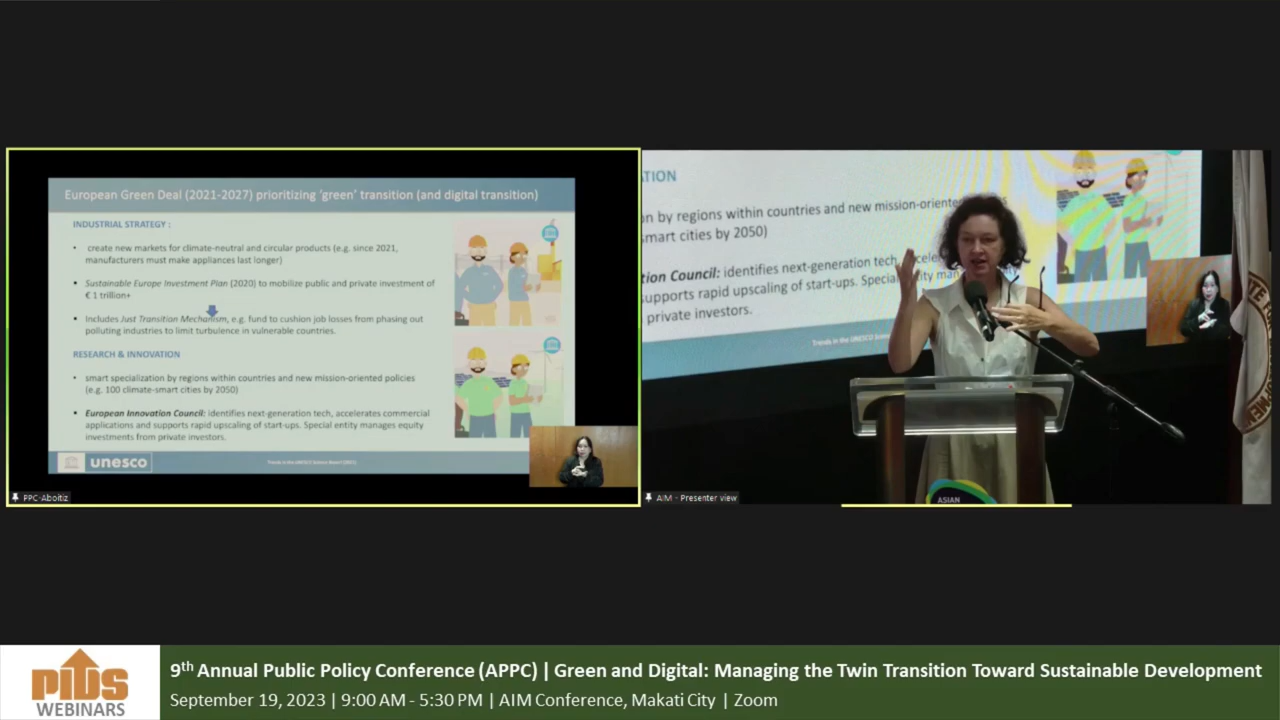 European Green Deal (2021-2027) prioritizing 'green' transition (and digital transition)
INDUSTRIAL STRATEGY :
• create new markets for climate-neutral and circular products (e.g. since 2021,
manufacturers must make appliances last longer)
• Sustainable Europe Investment Plan (2020) to mobilize public and private investment of
€ 1 trillion+
• Includes Just Transition Mechanism, e.g. fund to cushion job losses from phasing out
polluting industries to limit turbulence in vulnerable countries.
RESEARCH & INNOVATION
• smart specialization by regions within countries and new mission-oriented policies
(e.g. 100 climate-smart cities by 2050)
• European Innovation Council: identifies next-generation tech, accelerates commercial
applications and supports rapid upscaling of start-ups. Special entity manages equity
investments from private investors.
unesco
PPC-Aboitiz
TION
on by regions within countries and new mission-oriented
smart cities by 2050)
tion Council: identifies next-generation tech, accele
supports rapid upscaling of start-ups. Special entity man
private investors.
Trends in the UNESCO
ASIAN
AIM - Presenter view
PIDS
WEBINARS
9th Annual Public Policy Conference (APPC) | Green and Digital: Managing the Twin Transition Toward Sustainable Development
September 19, 2023 | 9:00 AM - 5:30 PM | AIM Conference, Makati City | Zoom